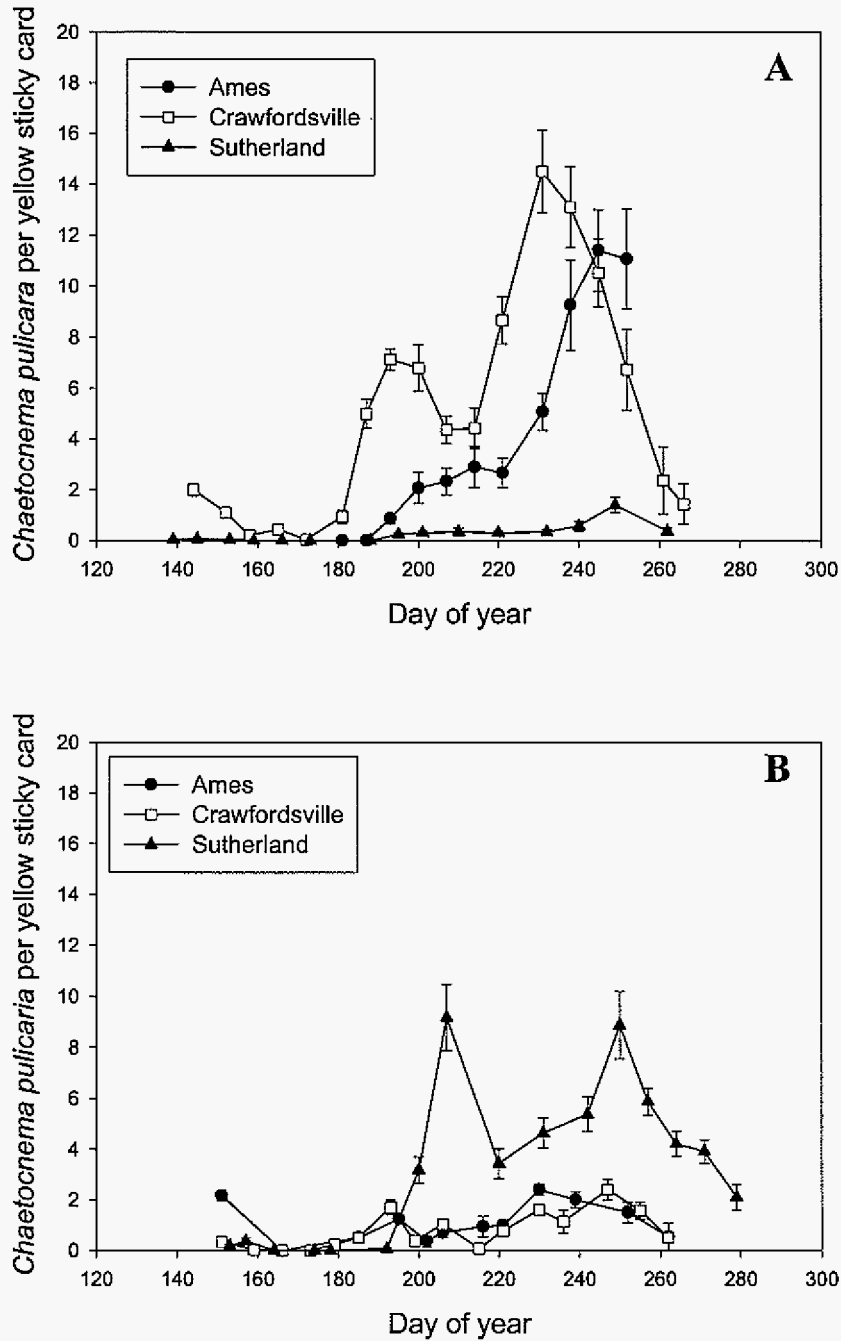 Chaetocnema pulicara per yellow sticky card
20
18
16
14
12
10
8
6
4
2
0
Ames
Crawfordsville
Sutherland
A
120 140 160 180 200 220 240 260 280 300
Day of year
Chaetocnema pulicaria per yellow sticky card
20
18
16
14
12
10
8
6
4
2
0
Ames
Crawfordsville
Sutherland
B
120 140 160 180 200 220 240 260 280 300
Day of year